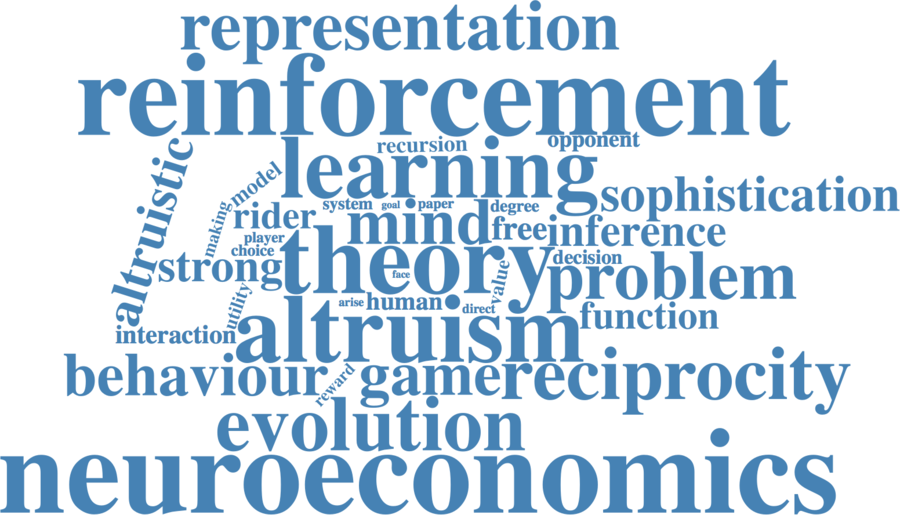 representation
reinforcement
altruistic
model
learning
recursion
opponent
sophistication
making
rider
system
goal
paper
degree
mind
free
inference
player
choice
strong
theory
face
value
decision
problem
utility
arise
human
direct
interaction
altruism
function
behaviour
reward
game
reciprocity
evolution
neuroeconomics